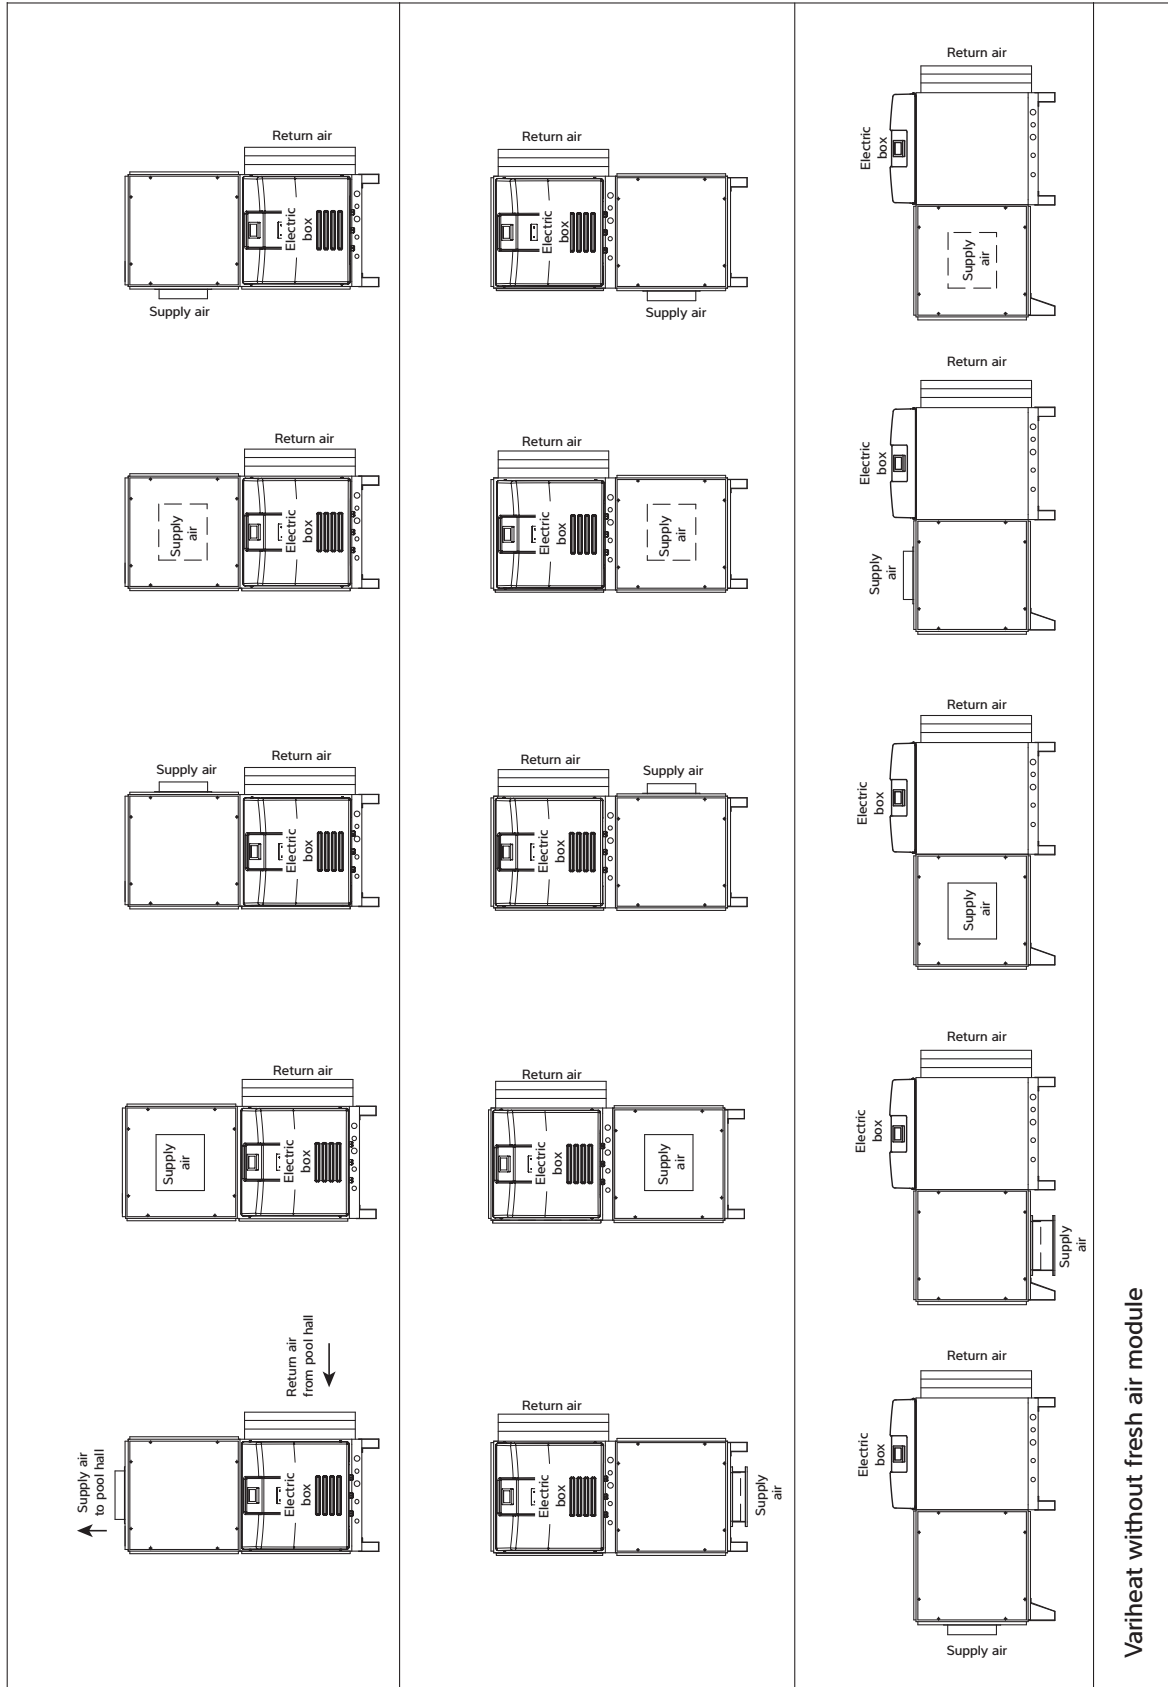 Return air
Electric
box
Supply air
Return air
Electric
box
Supply air
Return air
Electric
box
Supply
air
Return air
Supply
air
Electric
box
Return air
Electric
box
Supply
air
Return air
Electric
box
Supply
air
Supply air
Return air
Electric
box
Return air
Supply air
Electric
box
Return air
Electric
box
Supply
air
Return air
Supply
air
Electric
box
Return air
Electric
box
Supply
air
Return air
Electric
box
Supply
air
Supply air
to pool hall
Return air
from pool hall
Electric
box
Return air
Electric
box
Supply
air
Return air
Electric
box
Supply air
Variheat without fresh air module